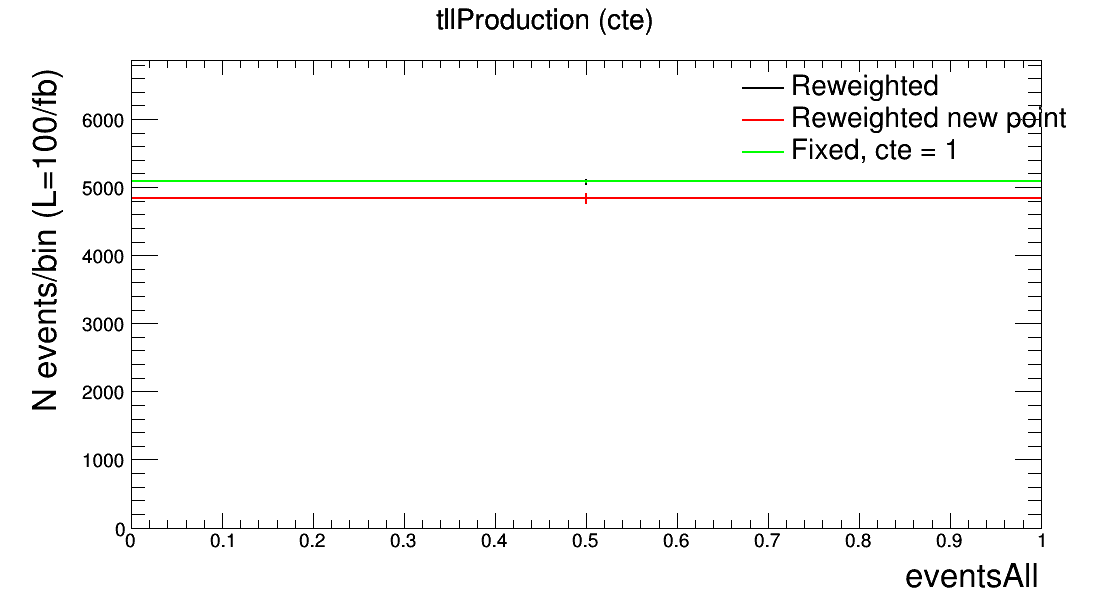 tllProduction (cte)
N events/bin (L=100/fb)
Reweighted
Reweighted new point
Fixed, cte = 1
6000
5000
4000
3000
2000
1000
0
0 0.1 0.2 0.3 0.4 0.5 0.6 0.7 0.8 0.9 1
eventsAll